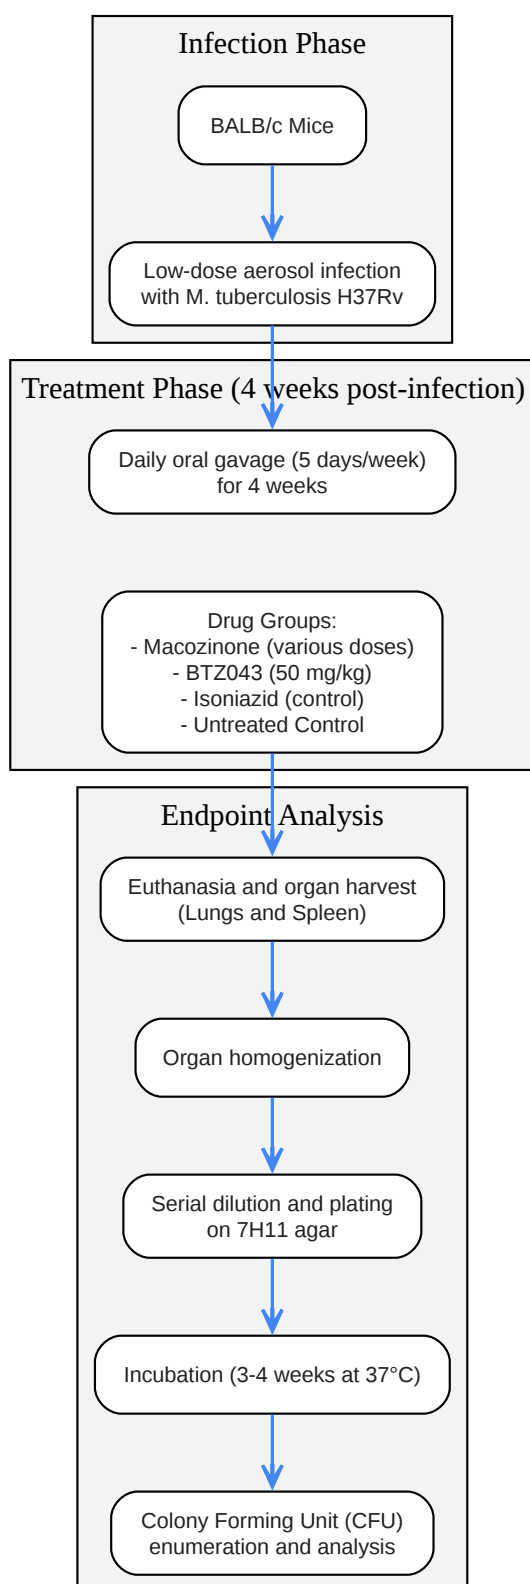 Infection Phase
BALB/c Mice
Low-dose aerosol infection
with M. tuberculosis H37Rv
Treatment Phase (4 weeks post-infection)
Daily oral gavage (5 days/week)
for 4 weeks
Drug Groups:
- Macozinone (various doses)
- BTZ043 (50 mg/kg)
- Isoniazid (control)
- Untreated Control
Endpoint Analysis
Euthanasia and organ harvest
(Lungs and Spleen)
Organ homogenization
Serial dilution and plating
on 7H11 agar
Incubation (3-4 weeks at 37°C)
Colony Forming Unit (CFU)
enumeration and analysis